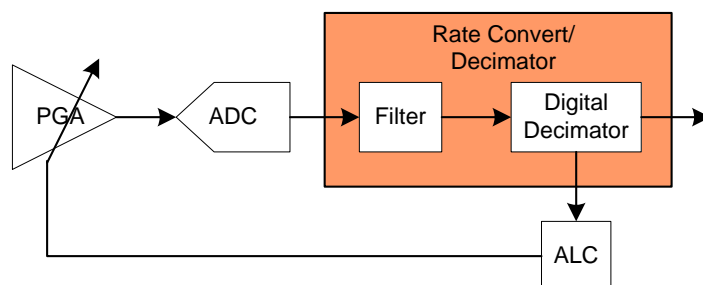 Rate Convert/
Decimator
PGA
ADC
Filter
Digital
Decimator
ALC